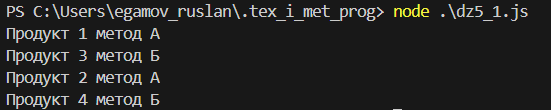 PS C:\Users\egamov_ruslan\.tex_i_met_prog> node .\dz5_1.js
Продукт 1 метод А
Продукт 3 метод Б
Продукт 2 метод А
Продукт 4 метод Б